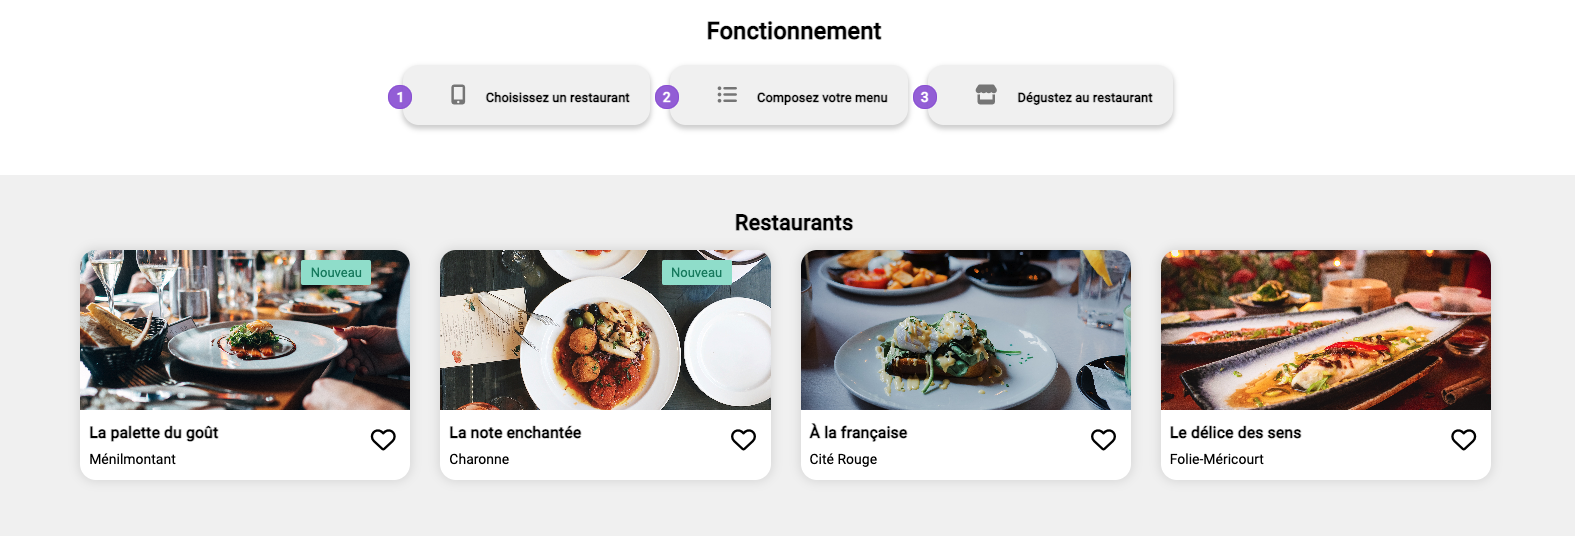 Fonctionnement
1 Choisissez un restaurant
2 Composez votre menu
3 Dégustez au restaurant
Restaurants
Nouveau
La palette du goût
Ménilmontant
Nouveau
La note enchantée
Charonne
À la française
Cité Rouge
Le délice des sens
Folie-Méricourt